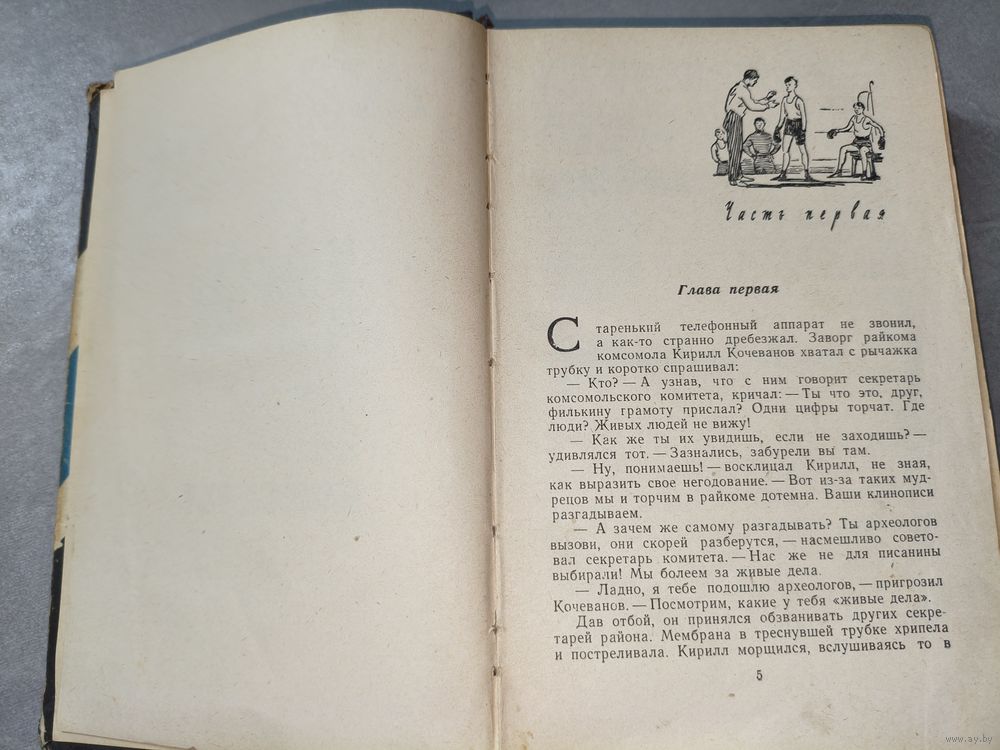 Часть первая
Глава первая
Старенький телефонный аппарат не звонил,
а как-то странно дребезжал. Заворг райкома
комсомола Кирилл Кочеванов хватал с рычажка
трубку и коротко спрашивал:
— Кто? — А узнав, что с ним говорит секретарь
комсомольского комитета, кричал: — Ты что это, друг,
филькину грамоту прислал? Одни цифры торчат. Где
люди? Живых людей не вижу!
— Как же ты их увидишь, если не заходишь? —
удивлялся тот. — Зазнались, забурели вы там.
— Ну, понимаешь! — восклицал Кирилл, не зная,
как выразить свое негодование. — Вот из-за таких муд-
рецов мы и торчим в райкоме дотемна. Ваши клинописи
разгадываем.
— А зачем же самому разгадывать? Ты археологов
вызови, они скорей разберутся, — насмешливо совето-
вал секретарь комитета. — Нас же не для писанины
выбирали! Мы болеем за живые дела.
— Ладно, я тебе подошлю археологов, — пригрозил
Кочеванов. — Посмотрим, какие у тебя «живые дела».
Дав отбой, он принялся обзванивать других секре-
тарей района. Мембрана в треснувшей трубке хрипела
и постреливала. Кирилл морщился, вслушиваясь то в
5
www.ay.by